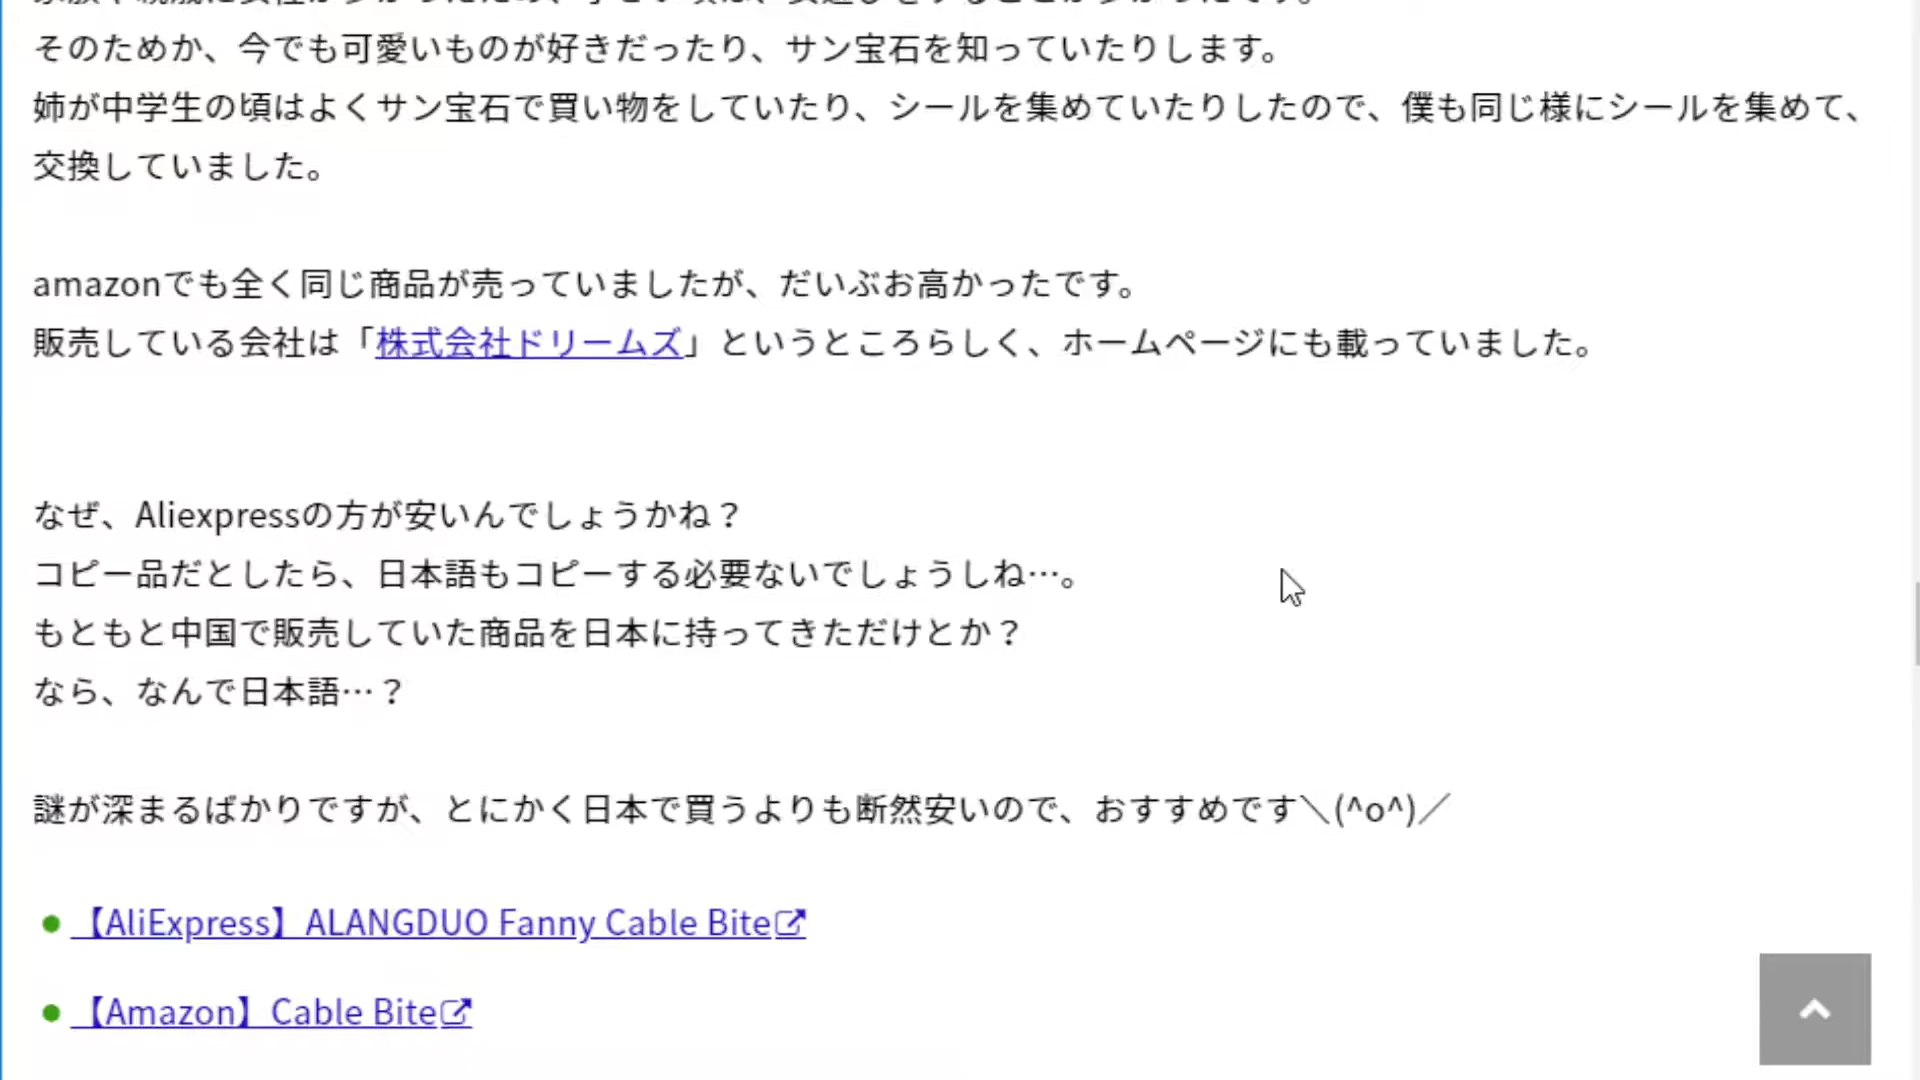 そのためか、今でも可愛いものが好きだったり、サン宝石を知っていたりします。
姉が中学生の頃はよくサン宝石で買い物をしていたり、シールを集めていたりしたので、僕も同じ様にシールを集めて、
交換していました。
amazonでも全く同じ商品が売っていましたが、だいぶお高かったです。
販売している会社は「株式会社ドリームズ」というところらしく、ホームページにも載っていました。
なぜ、Aliexpressの方が安いんでしょうかね？
コピー品だとしたら、日本語もコピーする必要ないでしょうしね…。
もともと中国で販売していた商品を日本に持ってきただけとか？
なら、なんで日本語…？
謎が深まるばかりですが、とにかく日本で買うよりも断然安いので、おすすめです＼(^o^)／
【AliExpress】ALANGDUO Fanny Cable Bite
【Amazon】Cable Bite